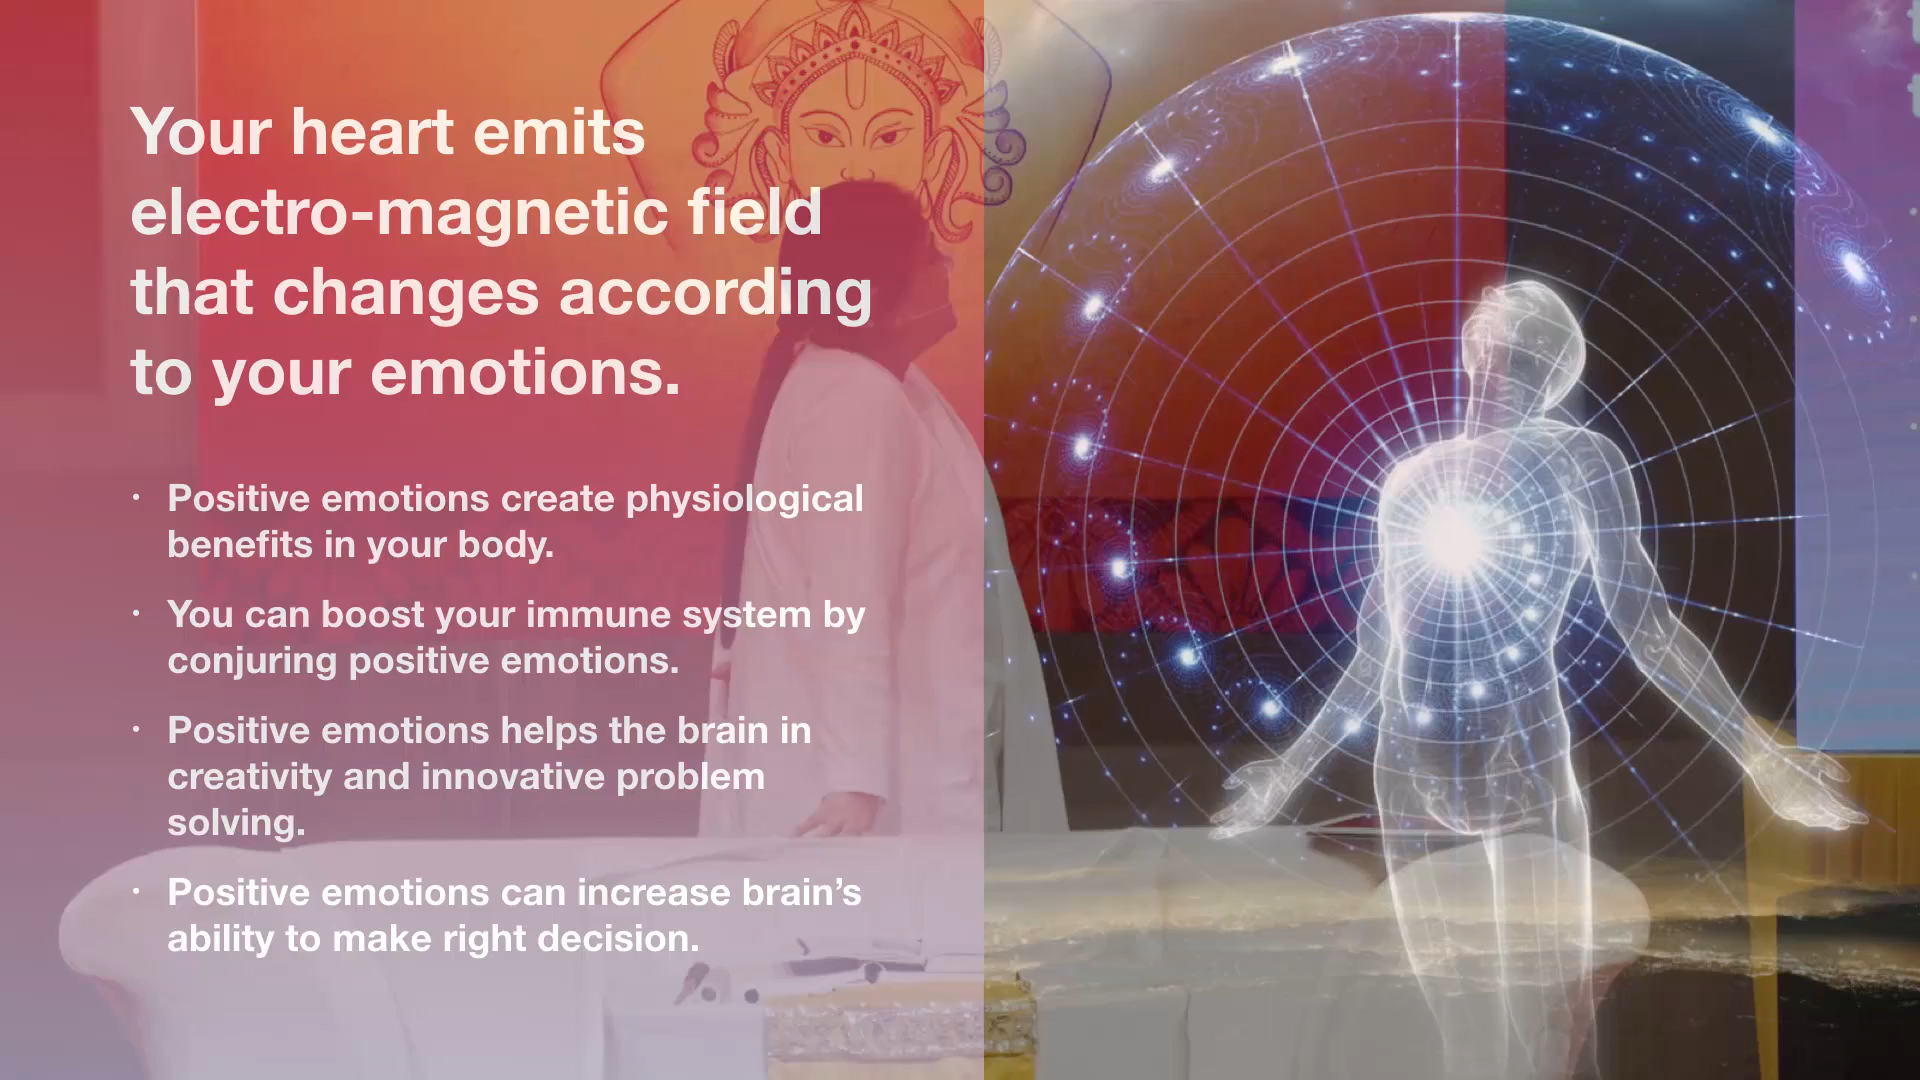 Your heart emits
electro-magnetic field
that changes according
to your emotions.
· Positive emotions create physiological
benefits in your body.
· You can boost your immune system by
conjuring positive emotions.
· Positive emotions helps the brain in
creativity and innovative problem
solving.
· Positive emotions can increase brain’s
ability to make right decision.